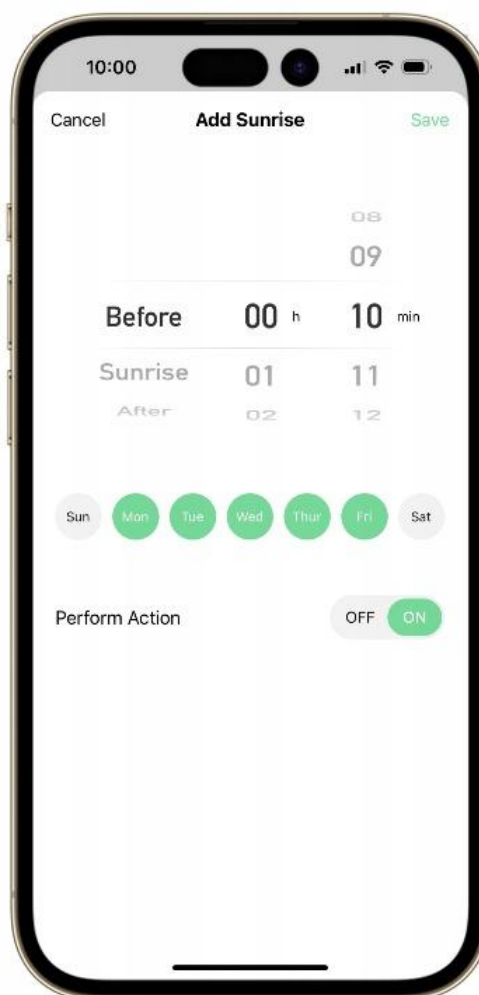 10:00
Cancel Add Sunrise Save
08
09
Before 00 h 10 min
Sunrise 01 11
After 02 12
Sun Mon Tue Wed Thur Fri Sat
Perform Action OFF ON